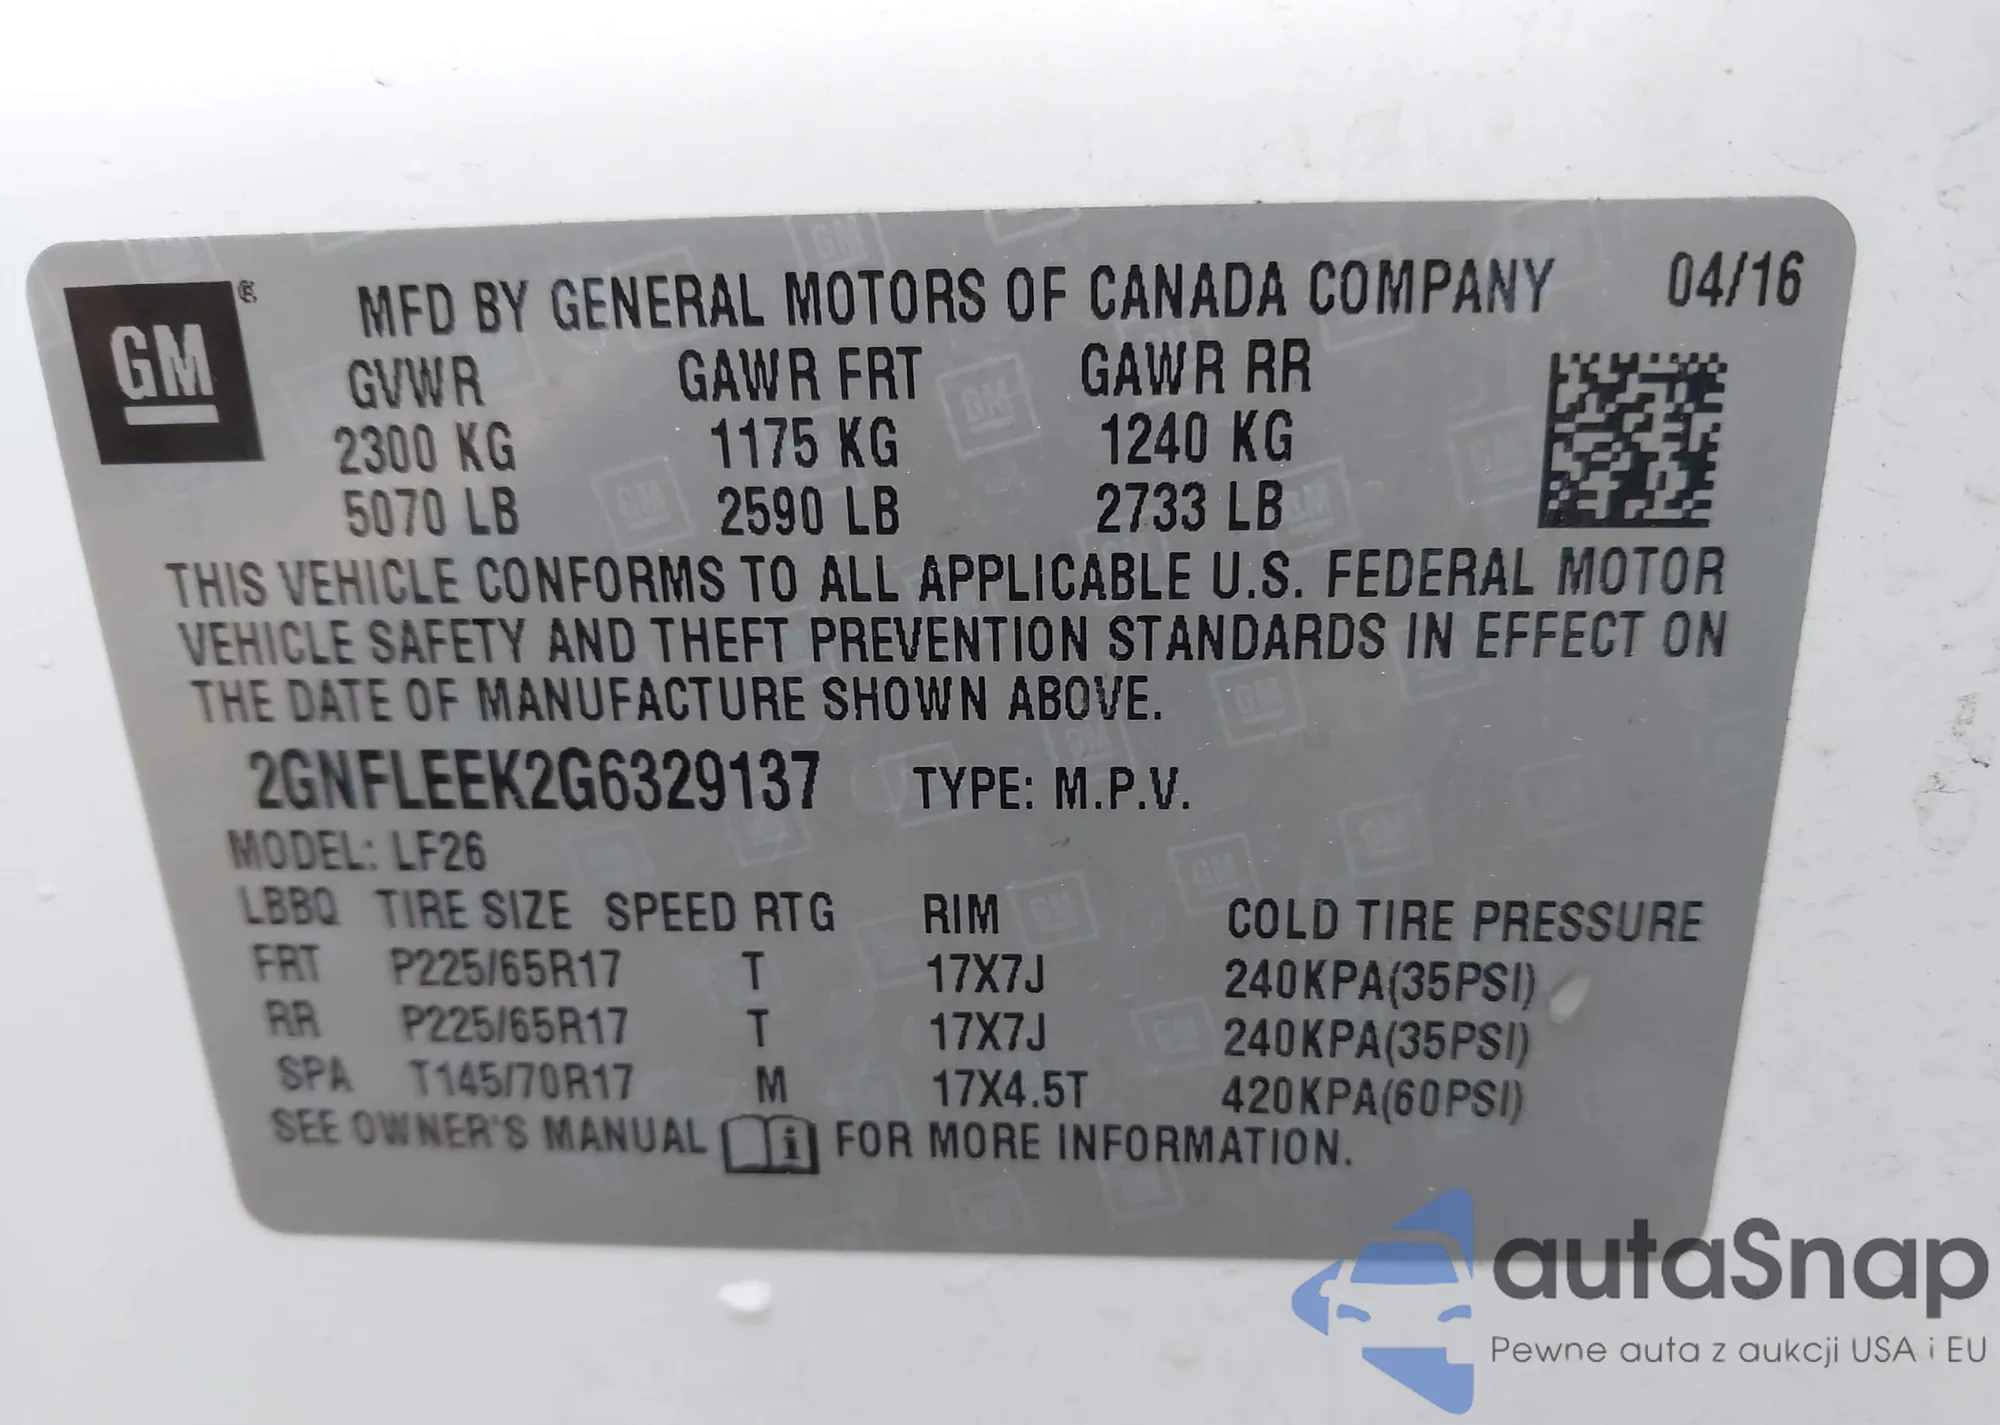 GM
MFD BY GENERAL MOTORS OF CANADA COMPANY 04/16
GVWR GAWR FRT GAWR RR
2300 KG 1175 KG 1240 KG
5070 LB 2590 LB 2733 LB
THIS VEHICLE CONFORMS TO ALL APPLICABLE U.S. FEDERAL MOTOR
VEHICLE SAFETY AND THEFT PREVENTION STANDARDS IN EFFECT ON
THE DATE OF MANUFACTURE SHOWN ABOVE.
2GNFLEEK2G6329137 TYPE: M.P.V.
MODEL: LF26
LBBQ TIRE SIZE SPEED RTG RIM COLD TIRE PRESSURE
FRT P225/65R17 T 17X7J 240KPA(35PSI)
RR P225/65R17 T 17X7J 240KPA(35PSI)
SPA T145/70R17 M 17X4.5T 420KPA(60PSI)
SEE OWNER'S MANUAL i FOR MORE INFORMATION.
autaSnap
Pewne auta z aukcji USA i EU